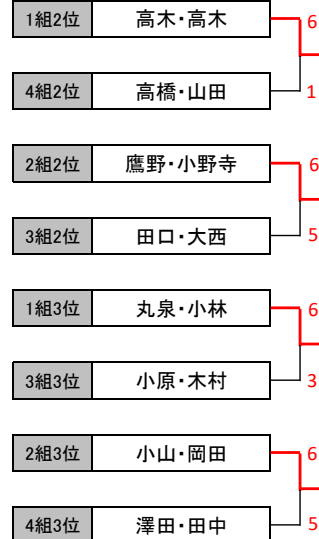 1組2位 高木・高木 6
4組2位 高橋・山田 1
2組2位 鷹野・小野寺 6
3組2位 田口・大西 5
1組3位 丸泉・小林 6
3組3位 小原・木村 3
2組3位 小山・岡田 6
4組3位 澤田・田中 5